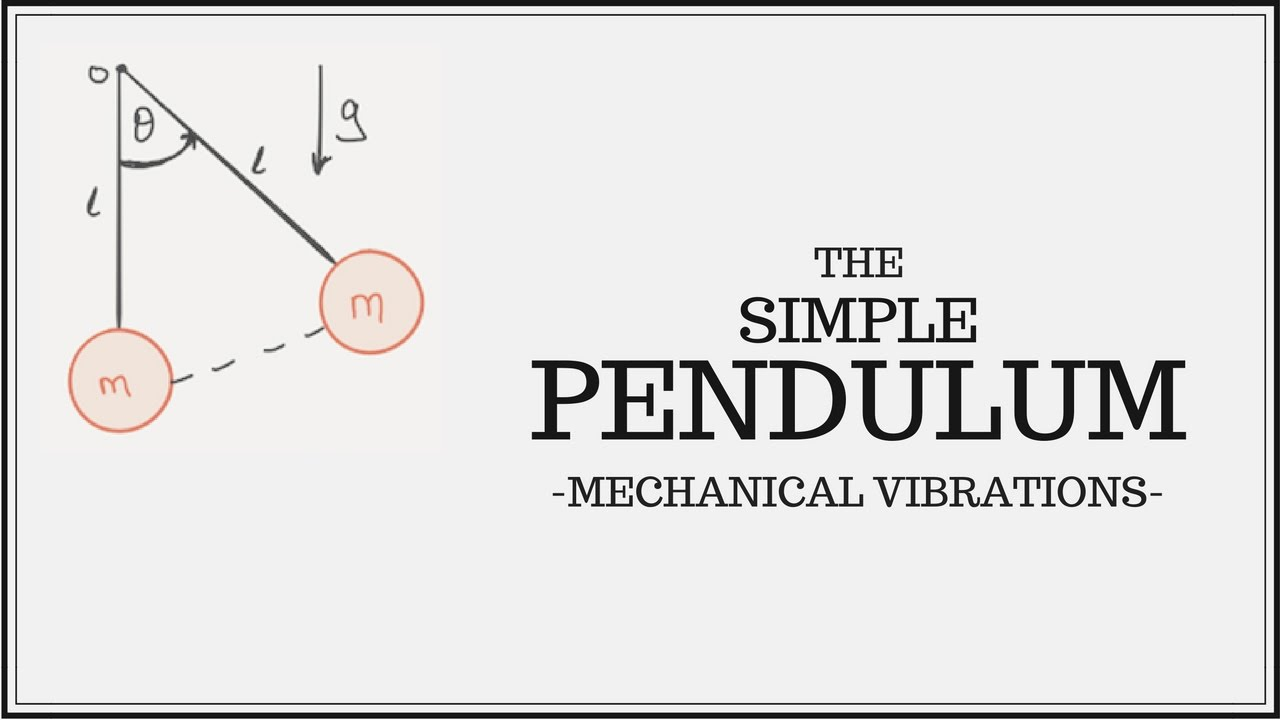 O
θ
g
l
l
m
m
THE
SIMPLE
PENDULUM
-MECHANICAL VIBRATIONS-